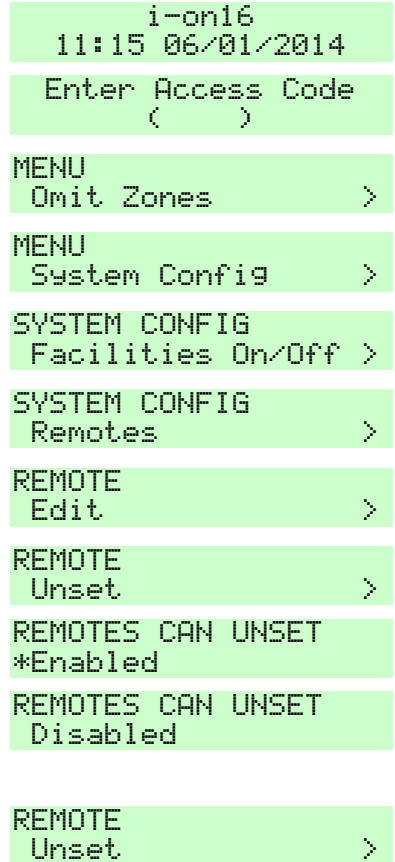 i-on16
11:15 06/01/2014
Enter Access Code
(    )
MENU
Omit Zones >
MENU
System Config >
SYSTEM CONFIG
Facilities On/Off >
SYSTEM CONFIG
Remotes >
REMOTE
Edit >
REMOTE
Unset >
REMOTES CAN UNSET
*Enabled
REMOTES CAN UNSET
Disabled
REMOTE
Unset >